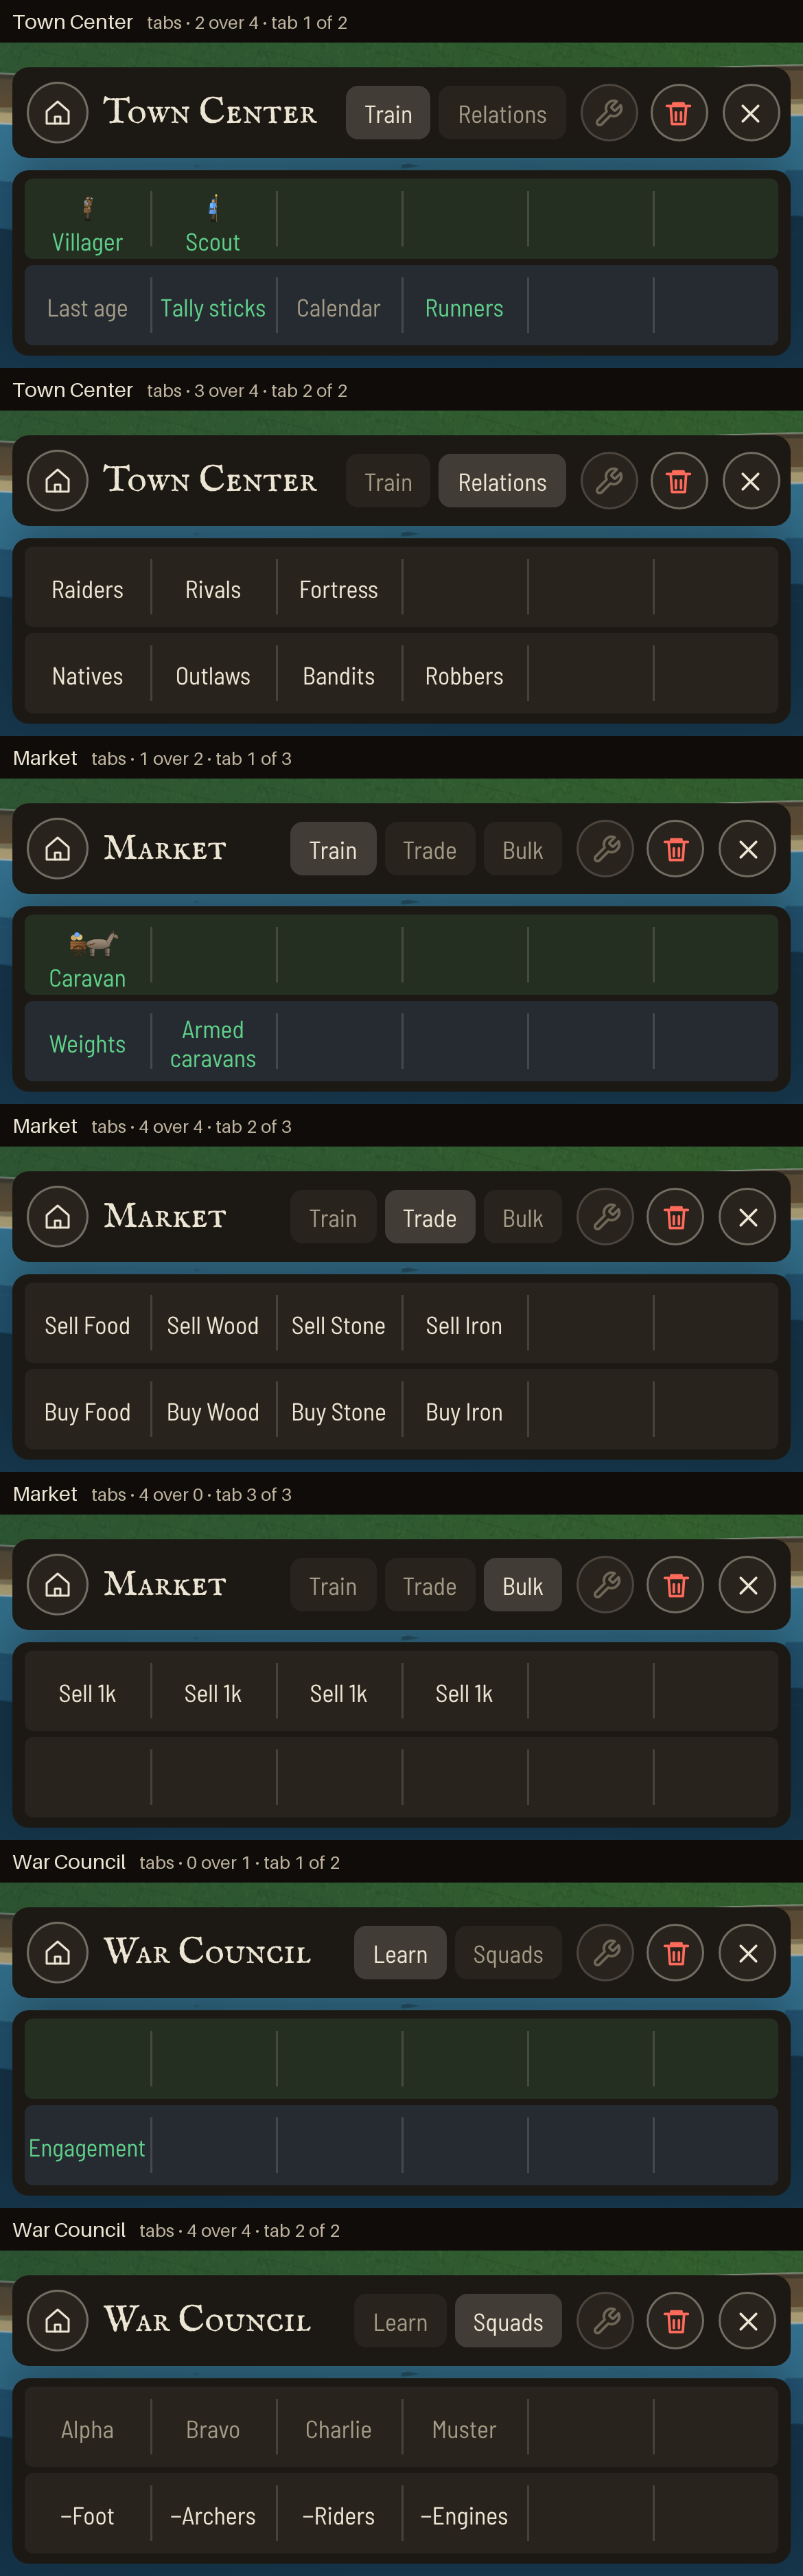 Town Center tabs · 2 over 4 · tab 1 of 2
Town Center Train Relations
Villager Scout
Last age Tally sticks Calendar Runners
Town Center tabs · 3 over 4 · tab 2 of 2
Town Center Train Relations
Raiders Rivals Fortress
Natives Outlaws Bandits Robbers
Market tabs · 1 over 2 · tab 1 of 3
Market Train Trade Bulk
Caravan
Weights Armed caravans
Market tabs · 4 over 4 · tab 2 of 3
Market Train Trade Bulk
Sell Food Sell Wood Sell Stone Sell Iron
Buy Food Buy Wood Buy Stone Buy Iron
Market tabs · 4 over 0 · tab 3 of 3
Market Train Trade Bulk
Sell 1k Sell 1k Sell 1k Sell 1k
War Council tabs · 0 over 1 · tab 1 of 2
War Council Learn Squads
Engagement
War Council tabs · 4 over 4 · tab 2 of 2
War Council Learn Squads
Alpha Bravo Charlie Muster
−Foot −Archers −Riders −Engines